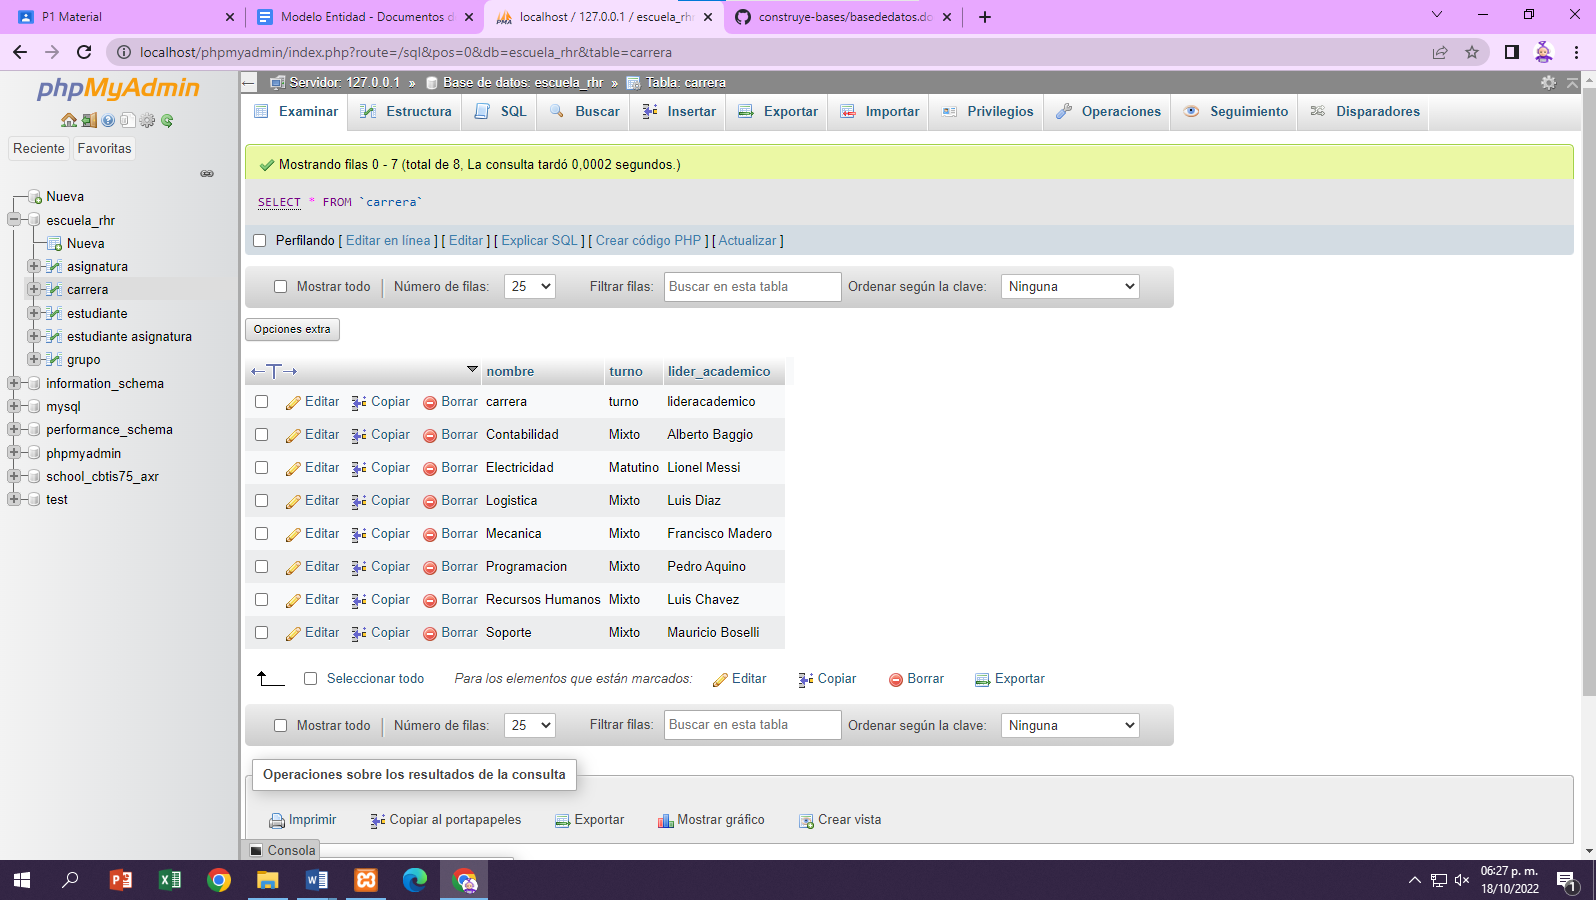 P1 Material
Modelo Entidad - Documentos d
localhost / 127.0.0.1 / escuela_rhr
construye-bases/basededatos.do
localhost/phpmyadmin/index.php?route=/sql&pos=0&db=escuela_rhr&table=carrera
phpMyAdmin
Reciente Favoritas
Nueva
escuela_rhr
Nueva
asignatura
carrera
estudiante
estudiante asignatura
grupo
information_schema
mysql
performance_schema
phpmyadmin
school_cbtis75_axr
test
Servidor: 127.0.0.1 » Base de datos: escuela_rhr » Tabla: carrera
Examinar Estructura SQL Buscar Insertar Exportar Importar Privilegios Operaciones Seguimiento Disparadores
Mostrando filas 0 - 7 (total de 8, La consulta tardó 0,0002 segundos.)
SELECT * FROM `carrera`
Perfilando [ Editar en línea ] [ Editar ] [ Explicar SQL ] [ Crear código PHP ] [ Actualizar ]
Mostrar todo | Número de filas: 25 Filtrar filas: Buscar en esta tabla Ordenar según la clave: Ninguna
Opciones extra
←T→ nombre turno lider_academico
Editar Copiar Borrar carrera turno lideracademico
Editar Copiar Borrar Contabilidad Mixto Alberto Baggio
Editar Copiar Borrar Electricidad Matutino Lionel Messi
Editar Copiar Borrar Logistica Mixto Luis Diaz
Editar Copiar Borrar Mecanica Mixto Francisco Madero
Editar Copiar Borrar Programacion Mixto Pedro Aquino
Editar Copiar Borrar Recursos Humanos Mixto Luis Chavez
Editar Copiar Borrar Soporte Mixto Mauricio Boselli
Seleccionar todo Para los elementos que están marcados: Editar Copiar Borrar Exportar
Mostrar todo | Número de filas: 25 Filtrar filas: Buscar en esta tabla Ordenar según la clave: Ninguna
Operaciones sobre los resultados de la consulta
Imprimir Copiar al portapapeles Exportar Mostrar gráfico Crear vista
Consola
06:27 p. m.
18/10/2022
1